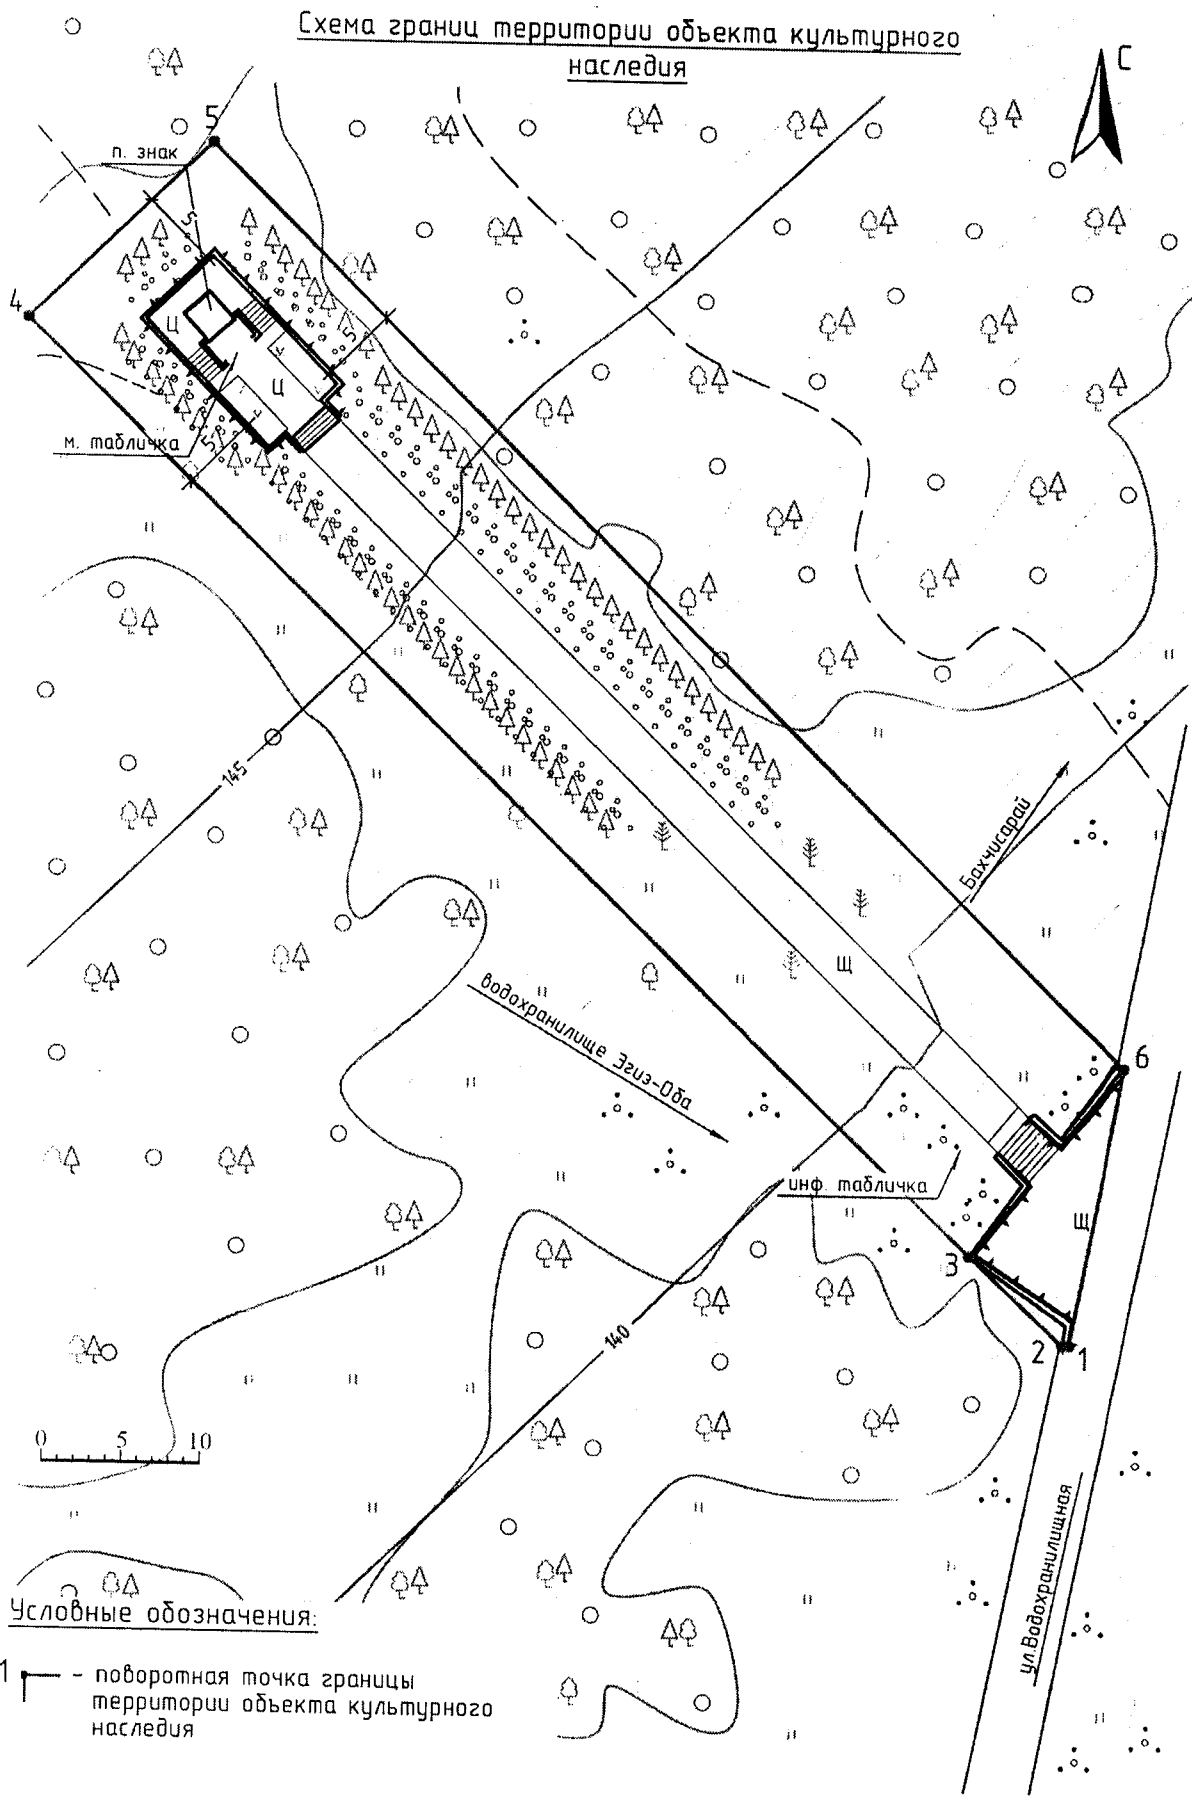 Схема границ территории объекта культурного
наследия
С
5
п. знак
5
4
Ц
5
Ц
м. табличка
5
145
Бахчисарай
Щ
водохранилище Эгиз-Оба
6
инф. табличка
Щ
3
2
1
140
0 5 10
ул.Водохранилищная
Условные обозначения:
1 - поворотная точка границы
территории объекта культурного
наследия